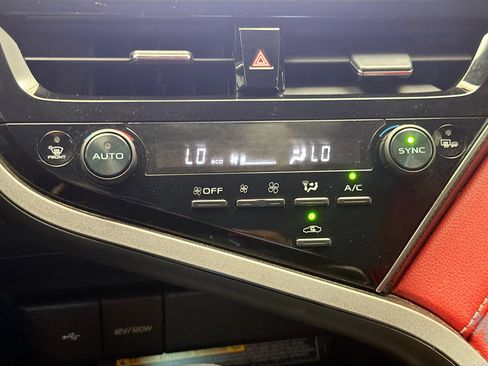 FRONT
AUTO
LO ECO LO
SYNC
OFF
A/C
12V/120W